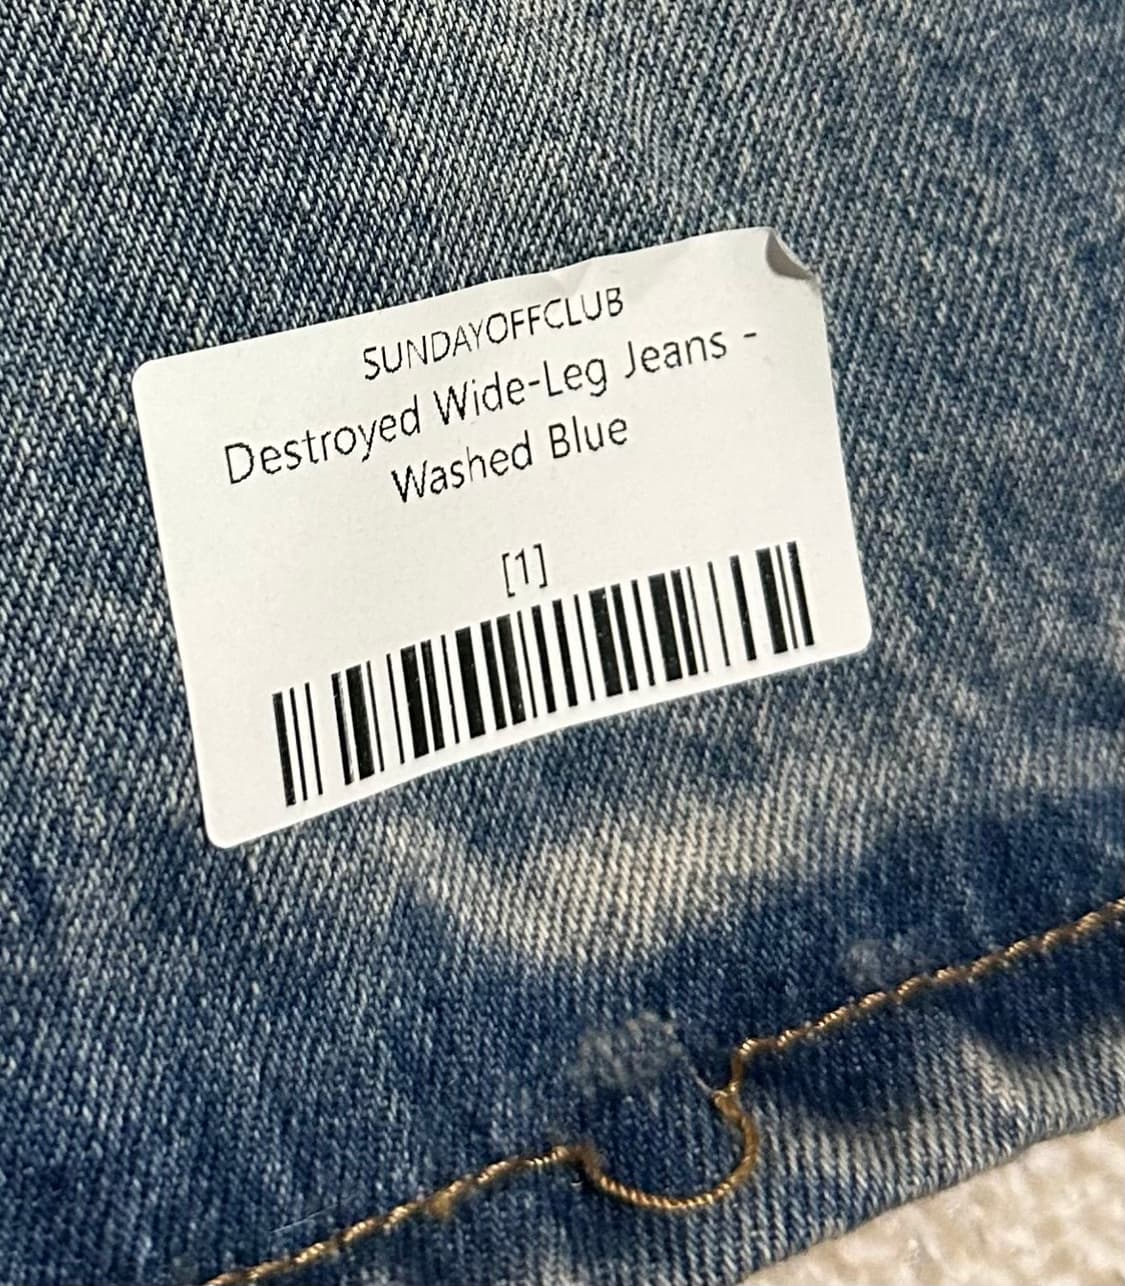 SUNDAYOFFCLUB
Destroyed Wide-Leg Jeans -
Washed Blue
[1]